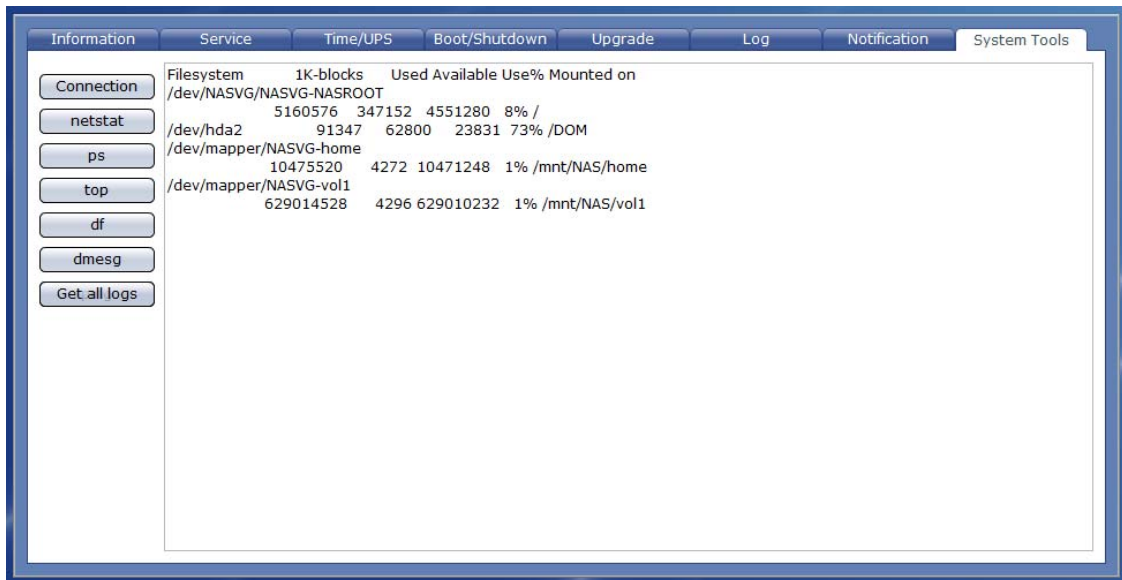 Information Service Time/UPS Boot/Shutdown Upgrade Log Notification System Tools
Connection
netstat
ps
top
df
dmesg
Get all logs
Filesystem 1K-blocks Used Available Use% Mounted on
/dev/NASVG/NASVG-NASROOT
5160576 347152 4551280 8% /
/dev/hda2 91347 62800 23831 73% /DOM
/dev/mapper/NASVG-home
10475520 4272 10471248 1% /mnt/NAS/home
/dev/mapper/NASVG-vol1
629014528 4296 629010232 1% /mnt/NAS/vol1